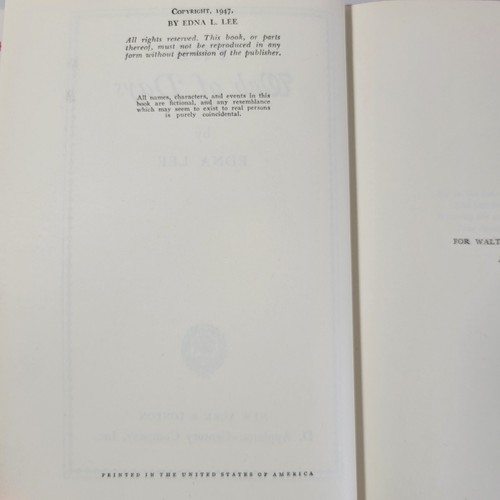 COPYRIGHT, 1947,
BY EDNA L. LEE
All rights reserved. This book, or parts
thereof, must not be reproduced in any
form without permission of the publisher.
All names, characters, and events in this
book are fictional, and any resemblance
which may seem to exist to real persons
is purely coincidental.
EDNA LEE
FOR WALT
PRINTED IN THE UNITED STATES OF AMERICA